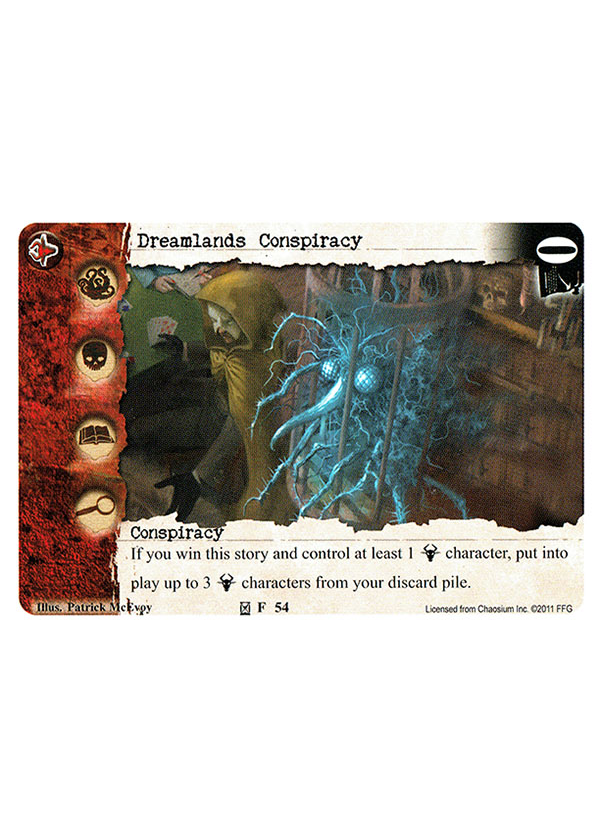 Dreamlands Conspiracy
0
Conspiracy
If you win this story and control at least 1 character, put into
play up to 3 characters from your discard pile.
Illus. Patrick McEvoy
F 54
Licensed from Chaosium Inc. ©2011 FFG